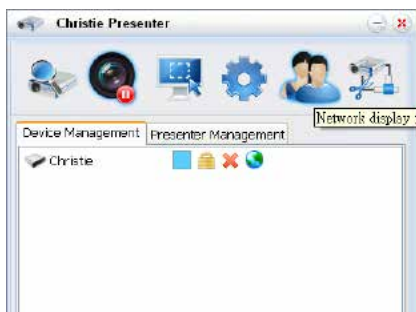 Christie Presenter
Network display
Device Management
Presenter Management
Christie